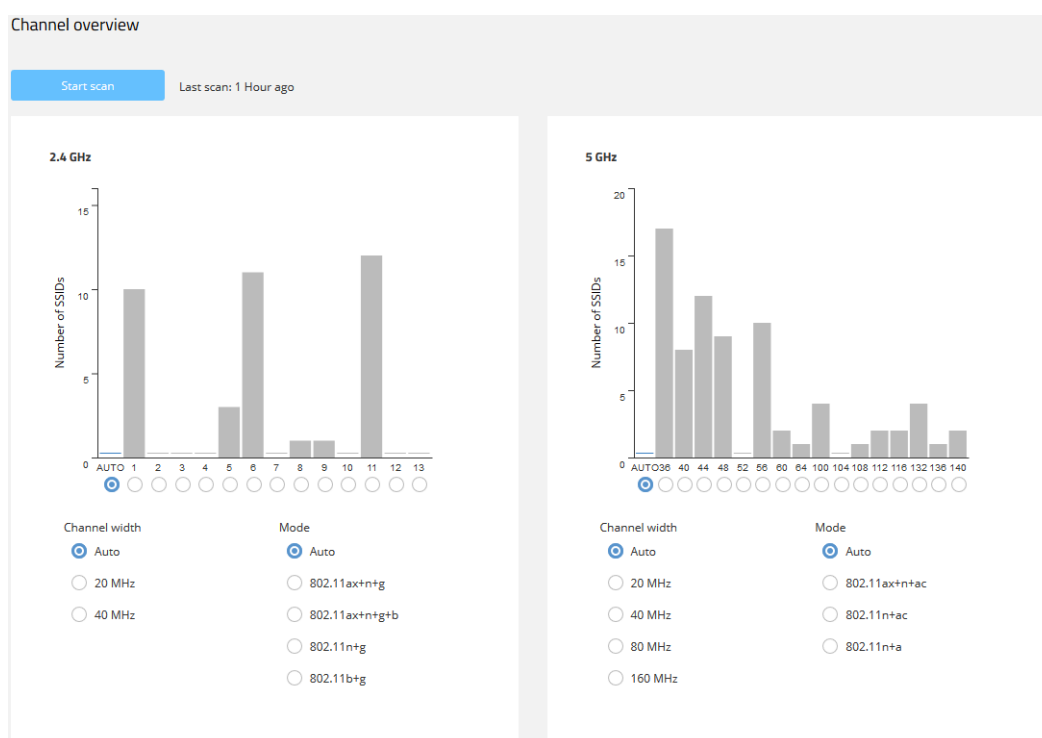 Channel overview
Start scan
Last scan: 1 Hour ago
2.4 GHz
Number of SSIDs
15
10
5
0
AUTO 1 2 3 4 5 6 7 8 9 10 11 12 13
Channel width
Auto
20 MHz
40 MHz
Mode
Auto
802.11ax+n+g
802.11ax+n+g+b
802.11n+g
802.11b+g
5 GHz
Number of SSIDs
20
15
10
5
0
AUTO36 40 44 48 52 56 60 64 100 104 108 112 116 132 136 140
Channel width
Auto
20 MHz
40 MHz
80 MHz
160 MHz
Mode
Auto
802.11ax+n+ac
802.11n+ac
802.11n+a